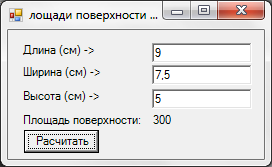 лощади поверхности ...
Длина (см) -> 9
Ширина (см) -> 7,5
Высота (см) -> 5
Площадь поверхности: 300
Расчитать